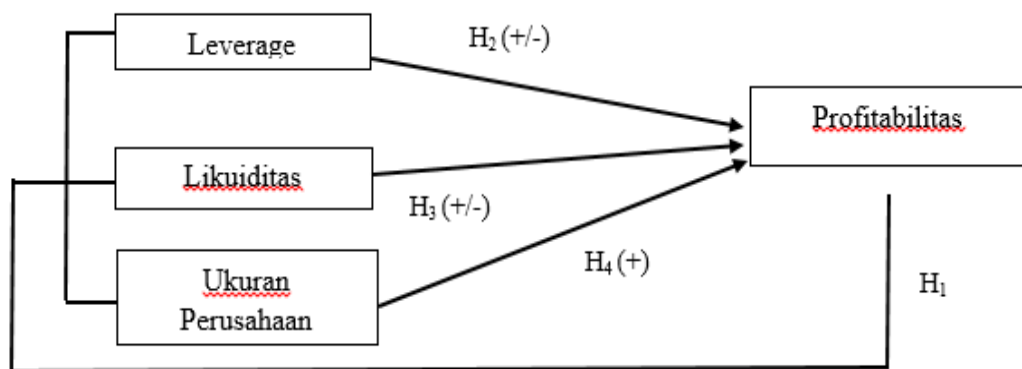 Leverage
H₂ (+/-)
Profitabilitas
Likuiditas
H₃ (+/-)
Ukuran
Perusahaan
H₄ (+)
H₁